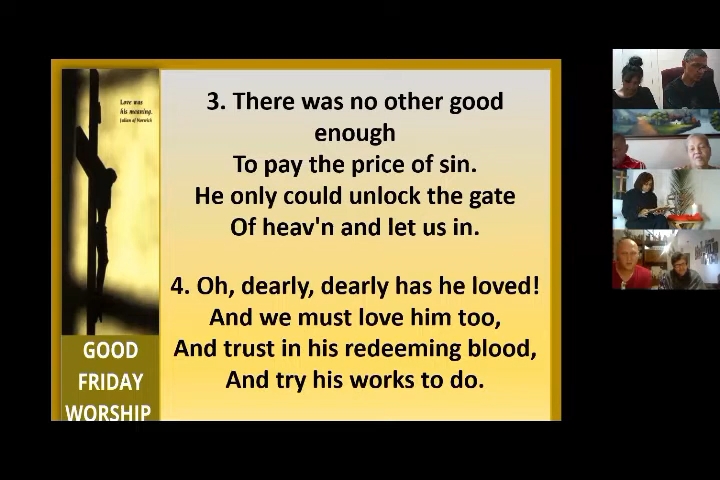 Love was
his meaning.
(Julian of Norwich)
GOOD
FRIDAY
WORSHIP
3. There was no other good
enough
To pay the price of sin.
He only could unlock the gate
Of heav'n and let us in.
4. Oh, dearly, dearly has he loved!
And we must love him too,
And trust in his redeeming blood,
And try his works to do.